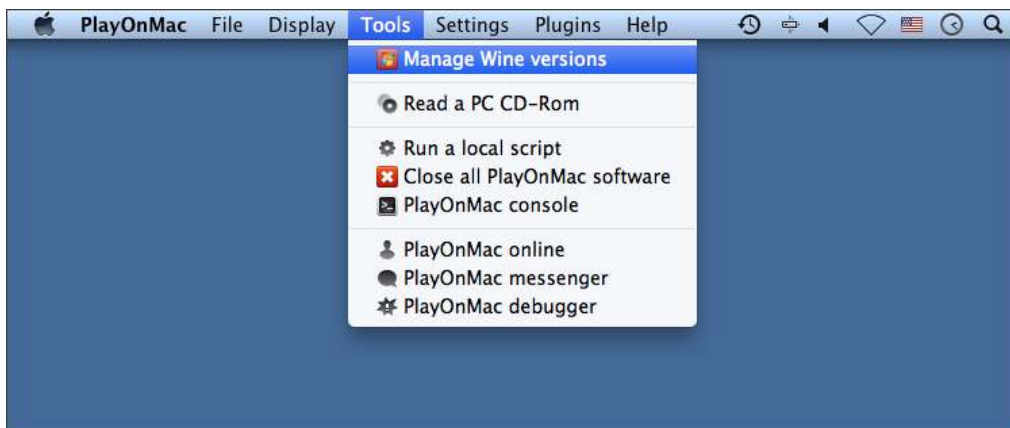 PlayOnMac File Display Tools Settings Plugins Help
Manage Wine versions
Read a PC CD-Rom
Run a local script
Close all PlayOnMac software
PlayOnMac console
PlayOnMac online
PlayOnMac messenger
PlayOnMac debugger